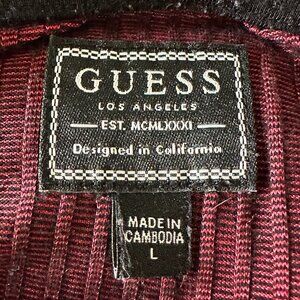 GUESS
LOS ANGELES
EST. MCMLXXXI
Designed in California
MADE IN
CAMBODIA
L